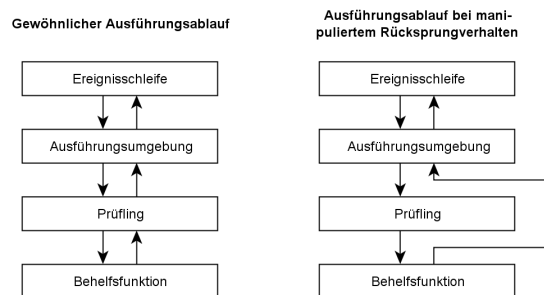 Gewöhnlicher Ausführungsablauf
Ereignisschleife
Ausführungsumgebung
Prüfling
Behelfsfunktion
Ausführungsablauf bei mani-
puliertem Rücksprungverhalten
Ereignisschleife
Ausführungsumgebung
Prüfling
Behelfsfunktion